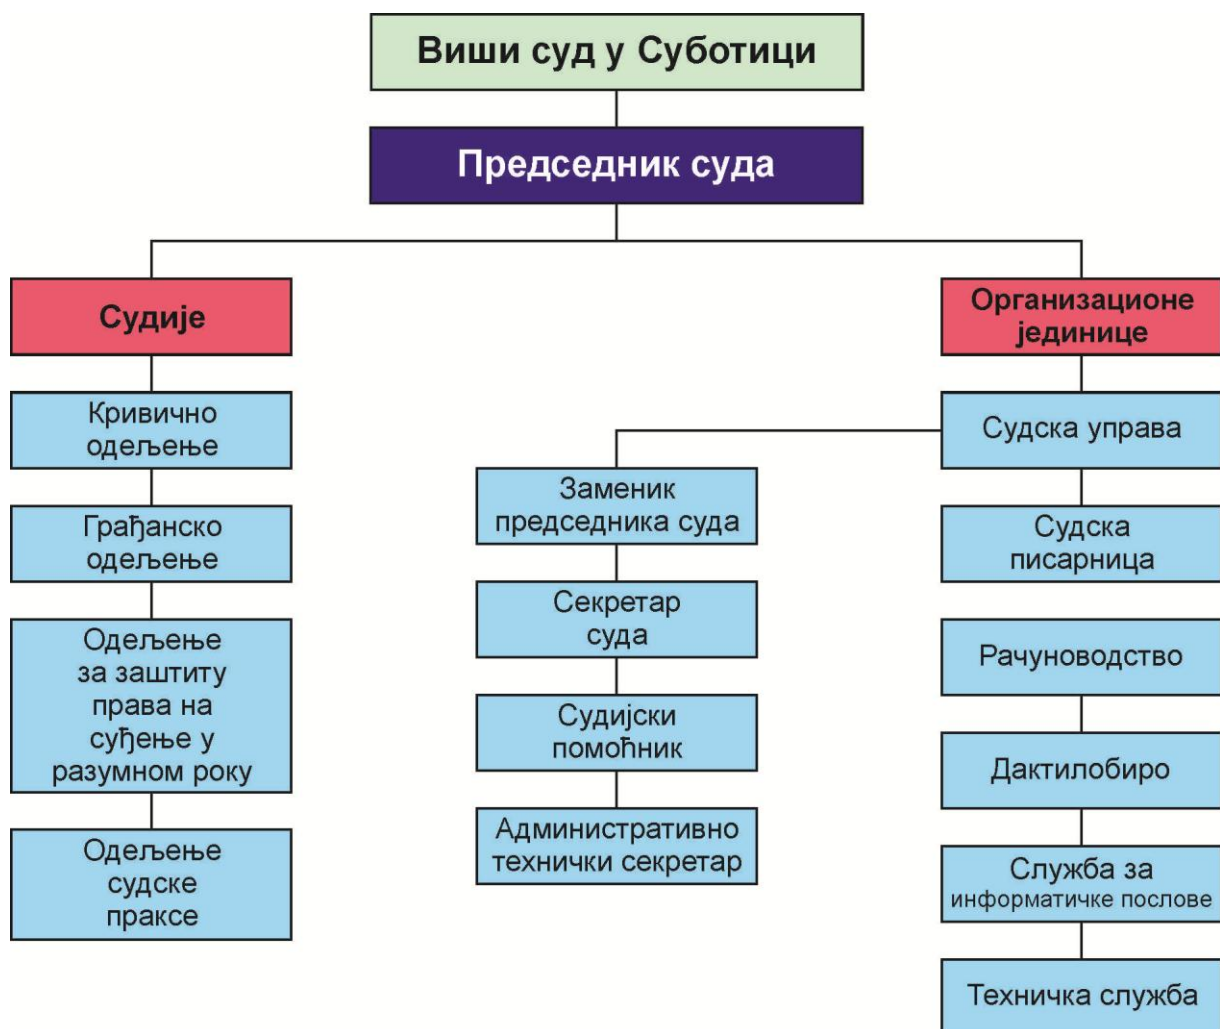 Виши суд у Суботици
Председник суда
Судије
Кривично
одељење
Грађанско
одељење
Одељење
за заштиту
права на
суђење у
разумном року
Одељење
судске
праксе
Заменик
председника суда
Секретар
суда
Судијски
помоћник
Административно
технички секретар
Организационе
јединице
Судска управа
Судска
писарница
Рачуноводство
Дактилобиро
Служба за
информатичке послове
Техничка служба